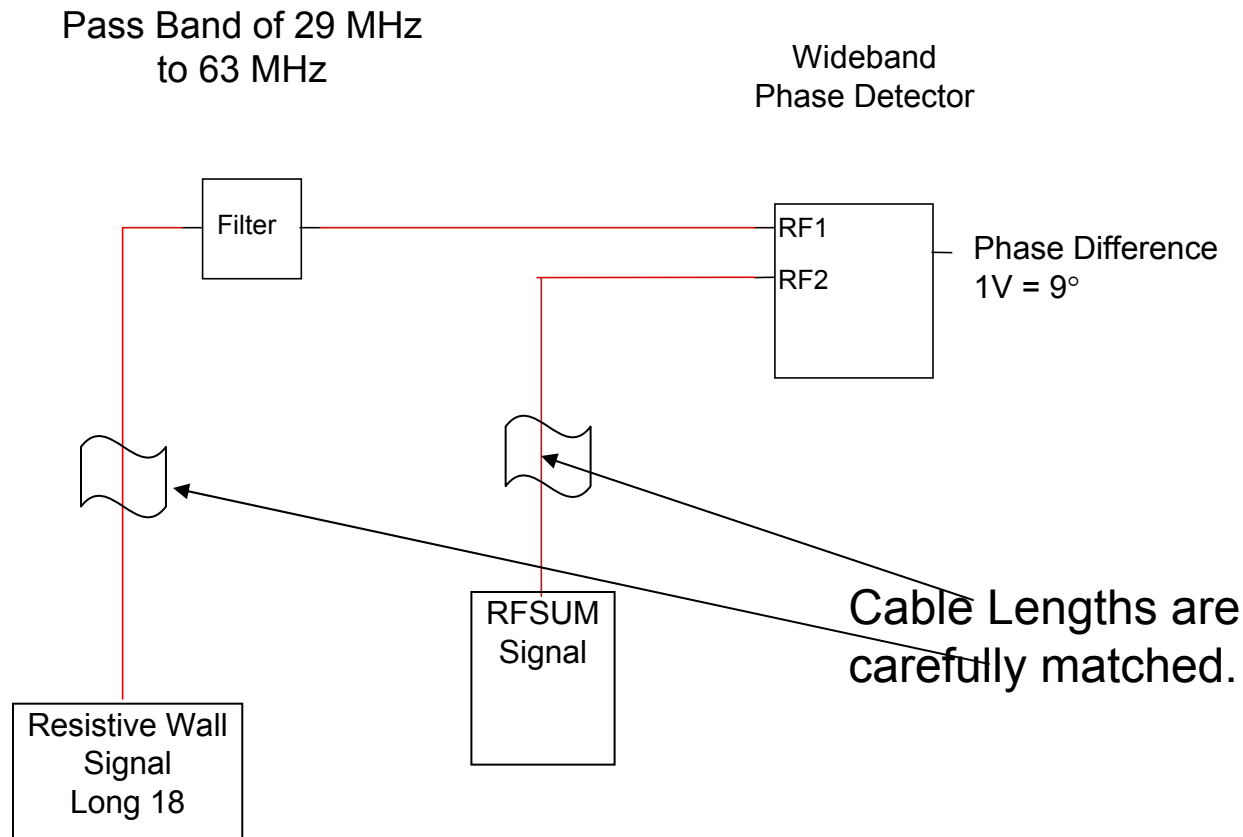 Pass Band of 29 MHz
to 63 MHz
Wideband
Phase Detector
Filter
RF1
RF2
Phase Difference
1V = 9°
RFSUM
Signal
Cable Lengths are
carefully matched.
Resistive Wall
Signal
Long 18